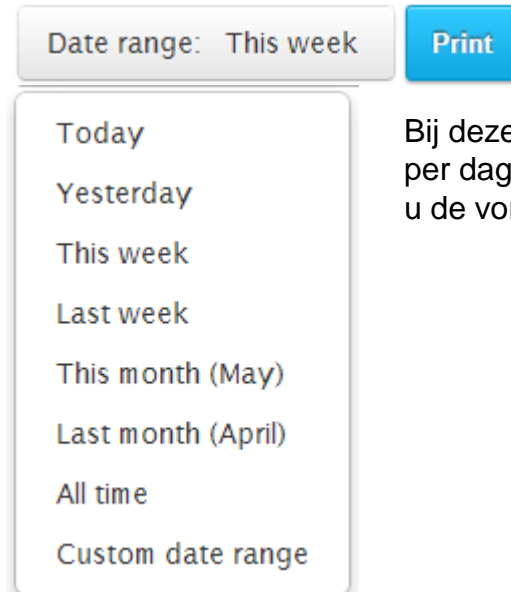 Date range: This week Print
Today
Yesterday
This week
Last week
This month (May)
Last month (April)
All time
Custom date range
Bij deze
per dag
u de vo